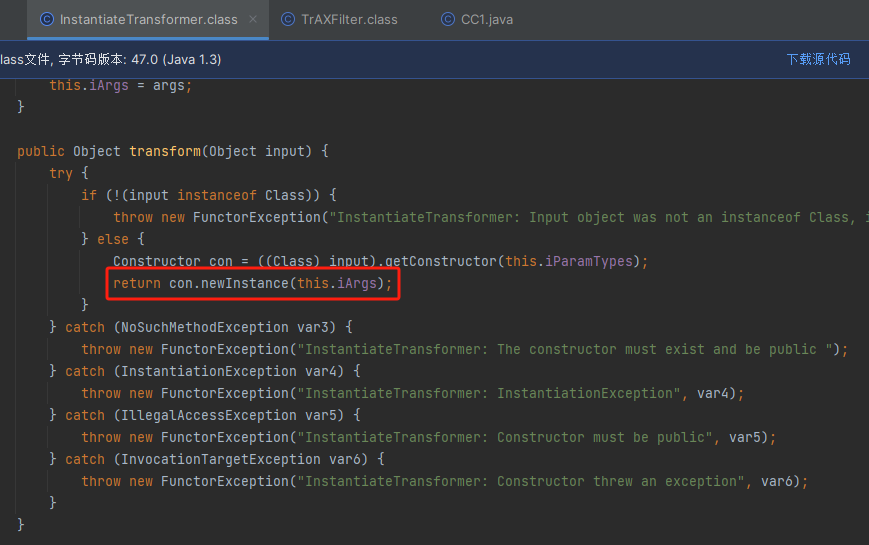 InstantiateTransformer.class × TrAXFilter.class CC1.java
lass文件, 字节码版本: 47.0 (Java 1.3) 下载源代码
this.iArgs = args;
}
public Object transform(Object input) {
try {
if (!(input instanceof Class)) {
throw new FunctorException("InstantiateTransformer: Input object was not an instanceof Class, i
} else {
Constructor con = ((Class) input).getConstructor(this.iParamTypes);
return con.newInstance(this.iArgs);
}
} catch (NoSuchMethodException var3) {
throw new FunctorException("InstantiateTransformer: The constructor must exist and be public ");
} catch (InstantiationException var4) {
throw new FunctorException("InstantiateTransformer: InstantiationException", var4);
} catch (IllegalAccessException var5) {
throw new FunctorException("InstantiateTransformer: Constructor must be public", var5);
} catch (InvocationTargetException var6) {
throw new FunctorException("InstantiateTransformer: Constructor threw an exception", var6);
}
}